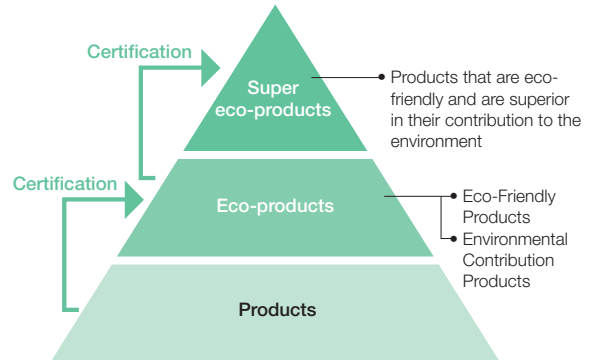 Certification
Super
eco-products
Products that are eco-
friendly and are superior
in their contribution to the
environment
Certification
Eco-products
Eco-Friendly
Products
Environmental
Contribution
Products
Products